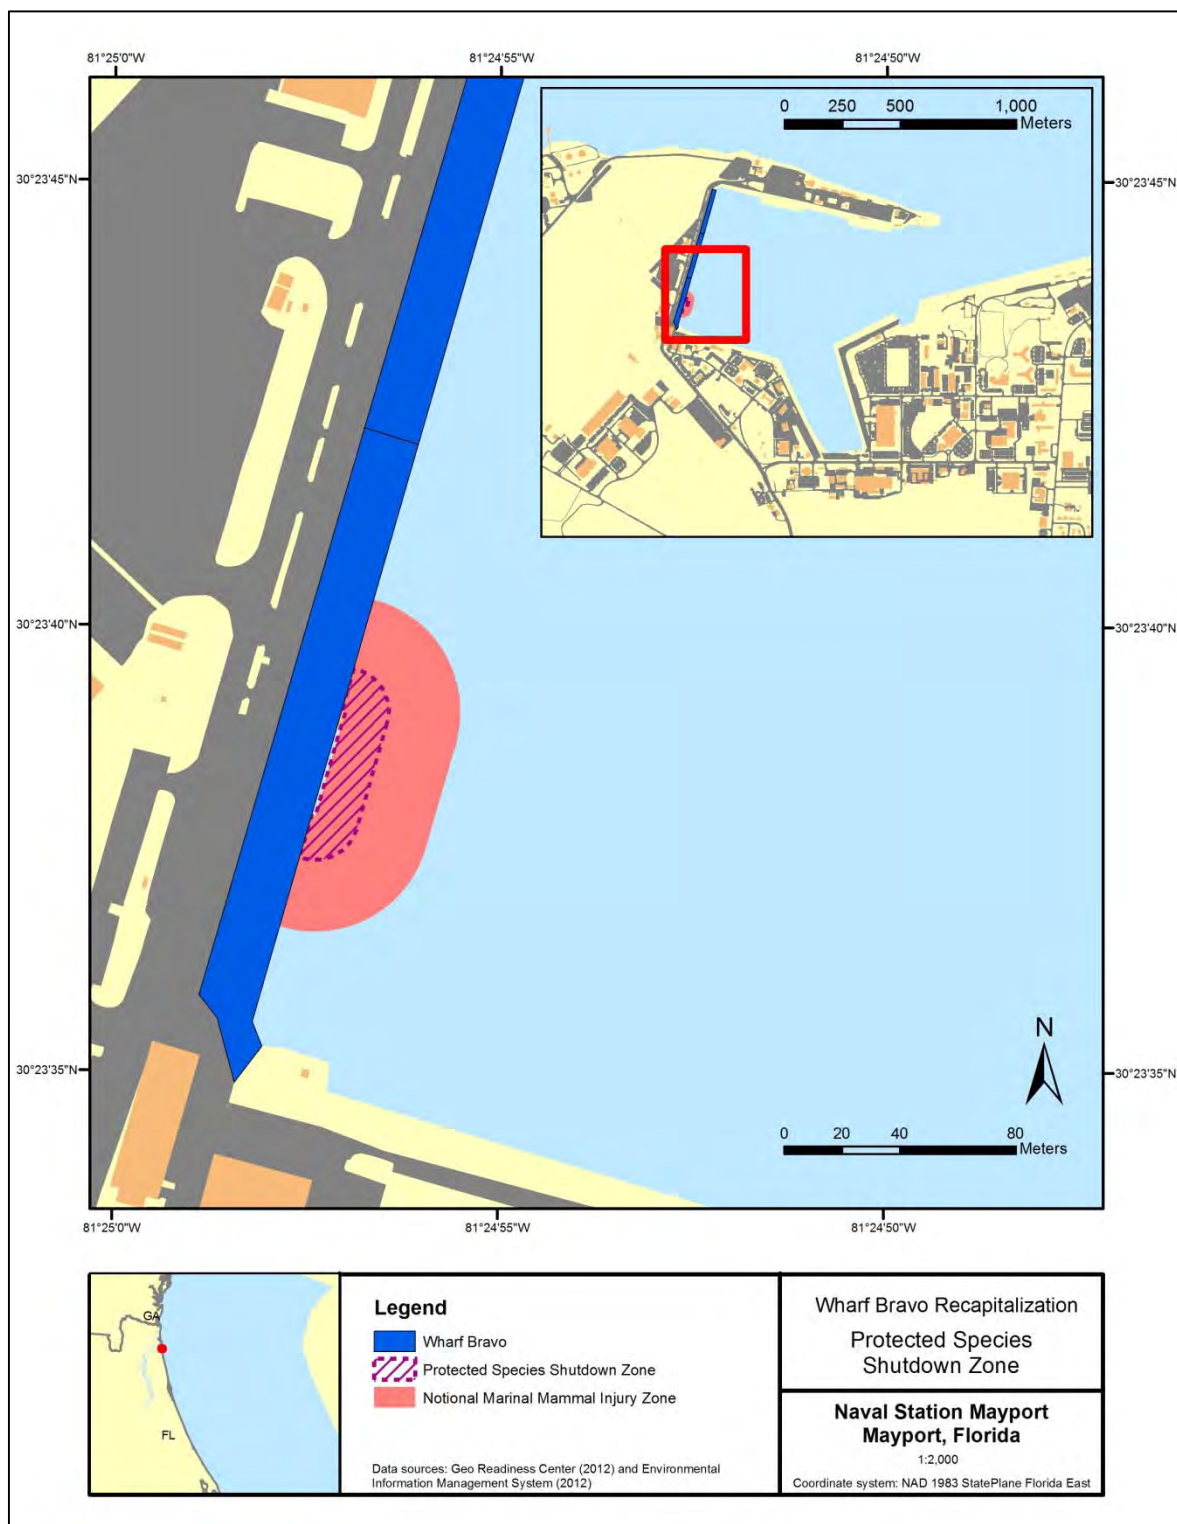 81°25'0"W
81°24'55"W
81°24'50"W
0 250 500 1,000
Meters
30°23'45"N
30°23'45"N
30°23'40"N
30°23'40"N
N
30°23'35"N
30°23'35"N
0 20 40 80
Meters
81°25'0"W
81°24'55"W
81°24'50"W
GA
FL
Legend
Wharf Bravo
Protected Species Shutdown Zone
Notional Marinal Mammal Injury Zone
Data sources: Geo Readiness Center (2012) and Environmental
Information Management System (2012)
Wharf Bravo Recapitalization
Protected Species
Shutdown Zone
Naval Station Mayport
Mayport, Florida
1:2,000
Coordinate system: NAD 1983 StatePlane Florida East